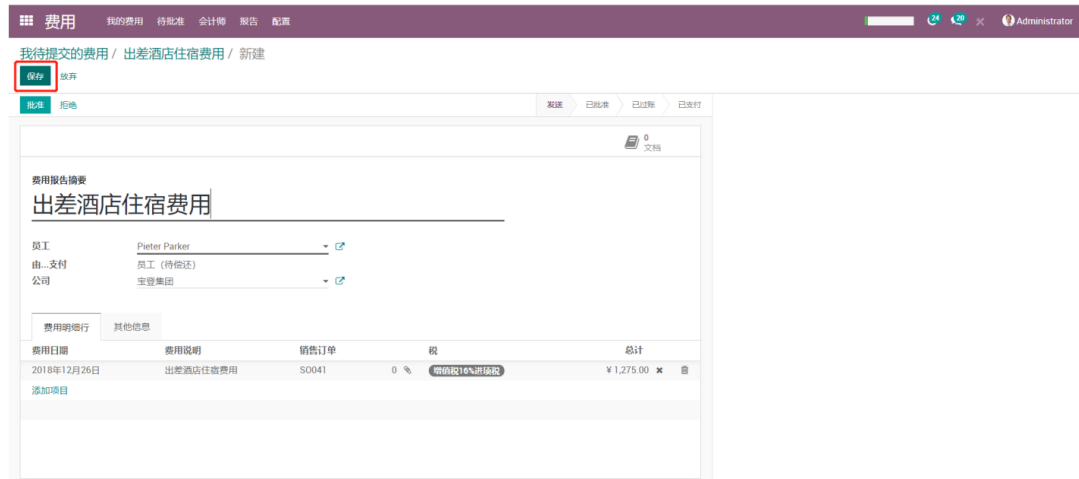 费用 我的费用 待批准 会计师 报告 配置 24 20 Administrator
我待提交的费用 / 出差酒店住宿费用 / 新建
保存 放弃
批准 拒绝 发送 已批准 已过账 已支付
0
文档
费用报告摘要
出差酒店住宿费用
员工 Pieter Parker
由...支付 员工（待偿还）
公司 宝登集团
费用明细行 其他信息
费用日期 费用说明 销售订单 税 总计
2018年12月26日 出差酒店住宿费用 SO041 0 增值税16%进项税 ¥ 1,275.00
添加项目